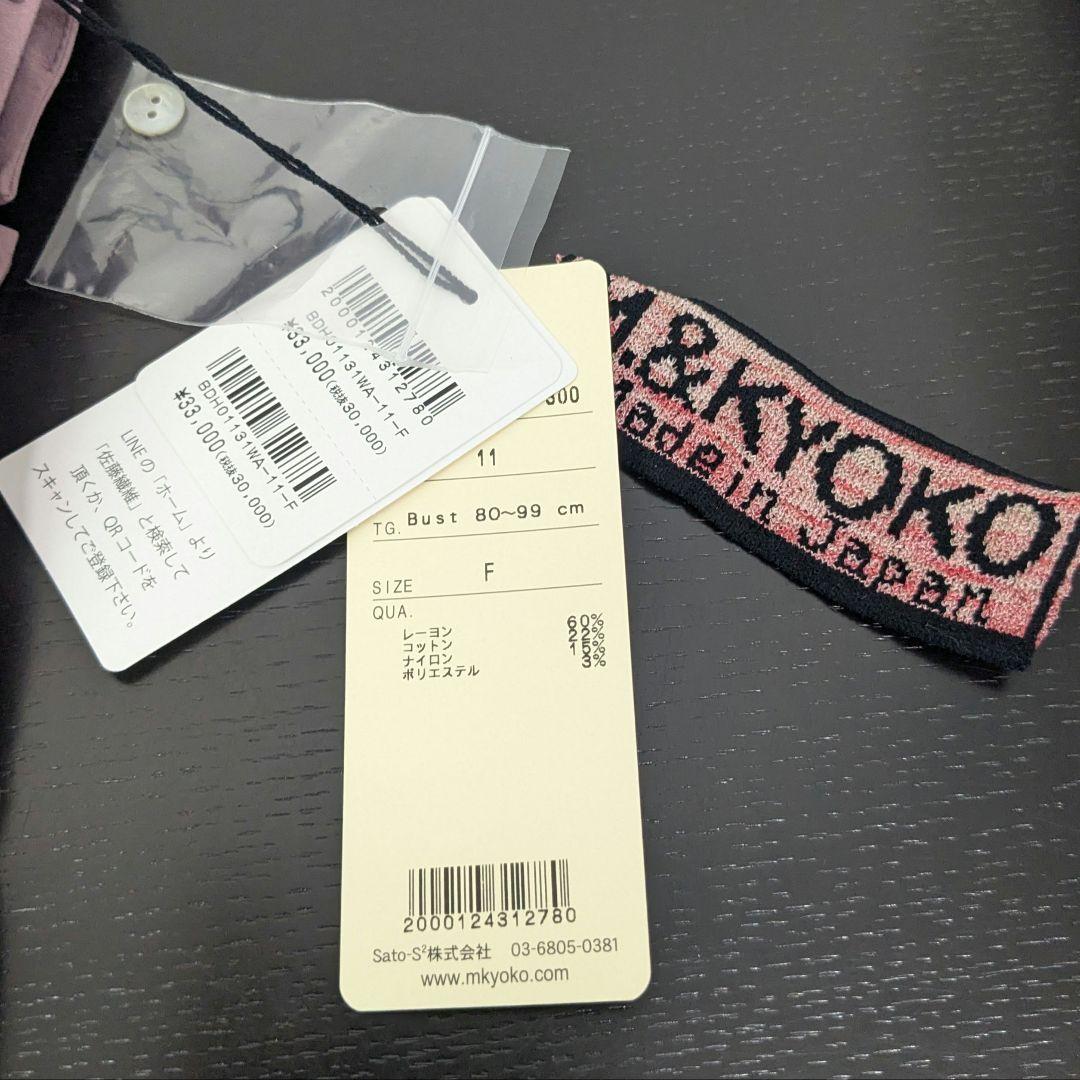 2000124312780
BDH01131WA-11-F
¥33,000(税抜30,000)
BDH01131WA-11-F
¥33,000(税抜30,000)
LINEの「ホーム」より
「佐藤繊維」と検索して
頂くか、QRコードを
スキャンしてご登録下さい。
11
TG. Bust 80~99 cm
SIZE F
QUA.
レーヨン 60%
コットン 22%
ナイロン 15%
ポリエステル 3%
2000124312780
Sato-S²株式会社 03-6805-0381
www.mkyoko.com
M.&KYOKO
Made in Japan